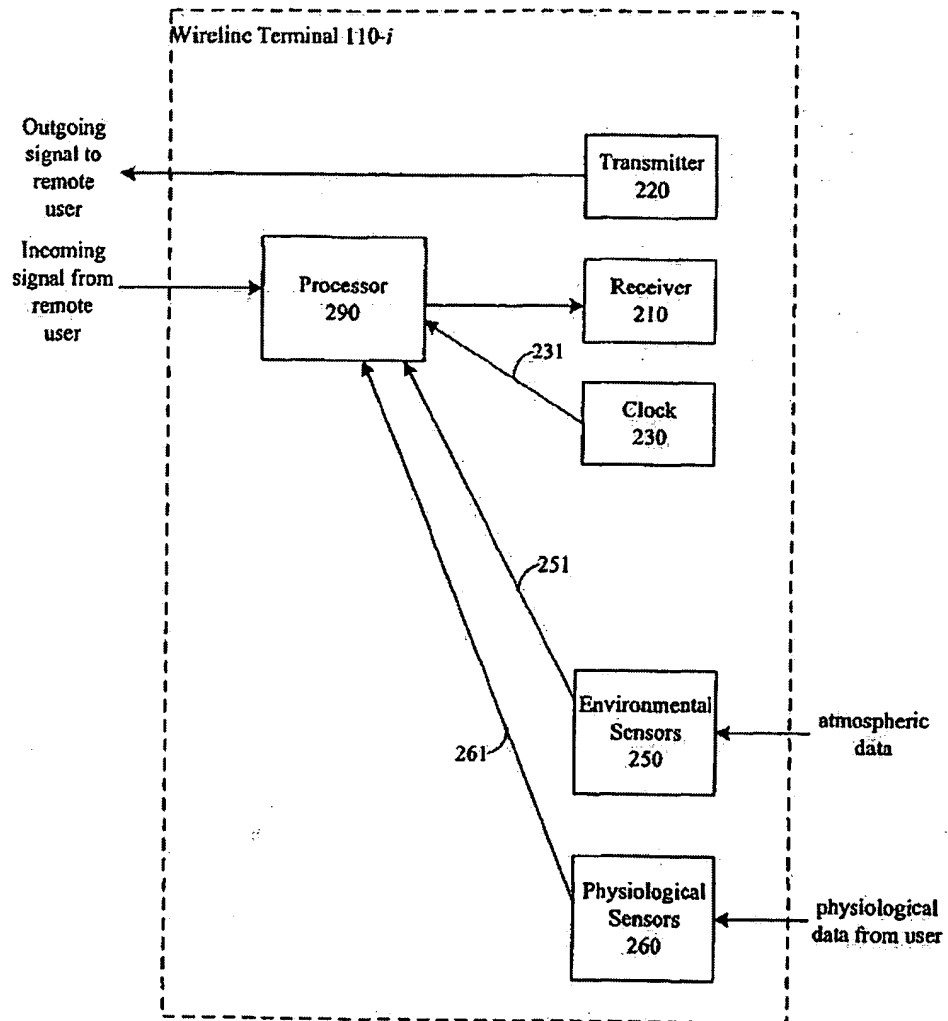 Wireline Terminal 110-i
Outgoing
signal to
remote
user
Transmitter
220
Incoming
signal from
remote
user
Processor
290
Receiver
210
231
Clock
230
251
Environmental
Sensors
250
atmospheric
data
261
Physiological
Sensors
260
physiological
data from user